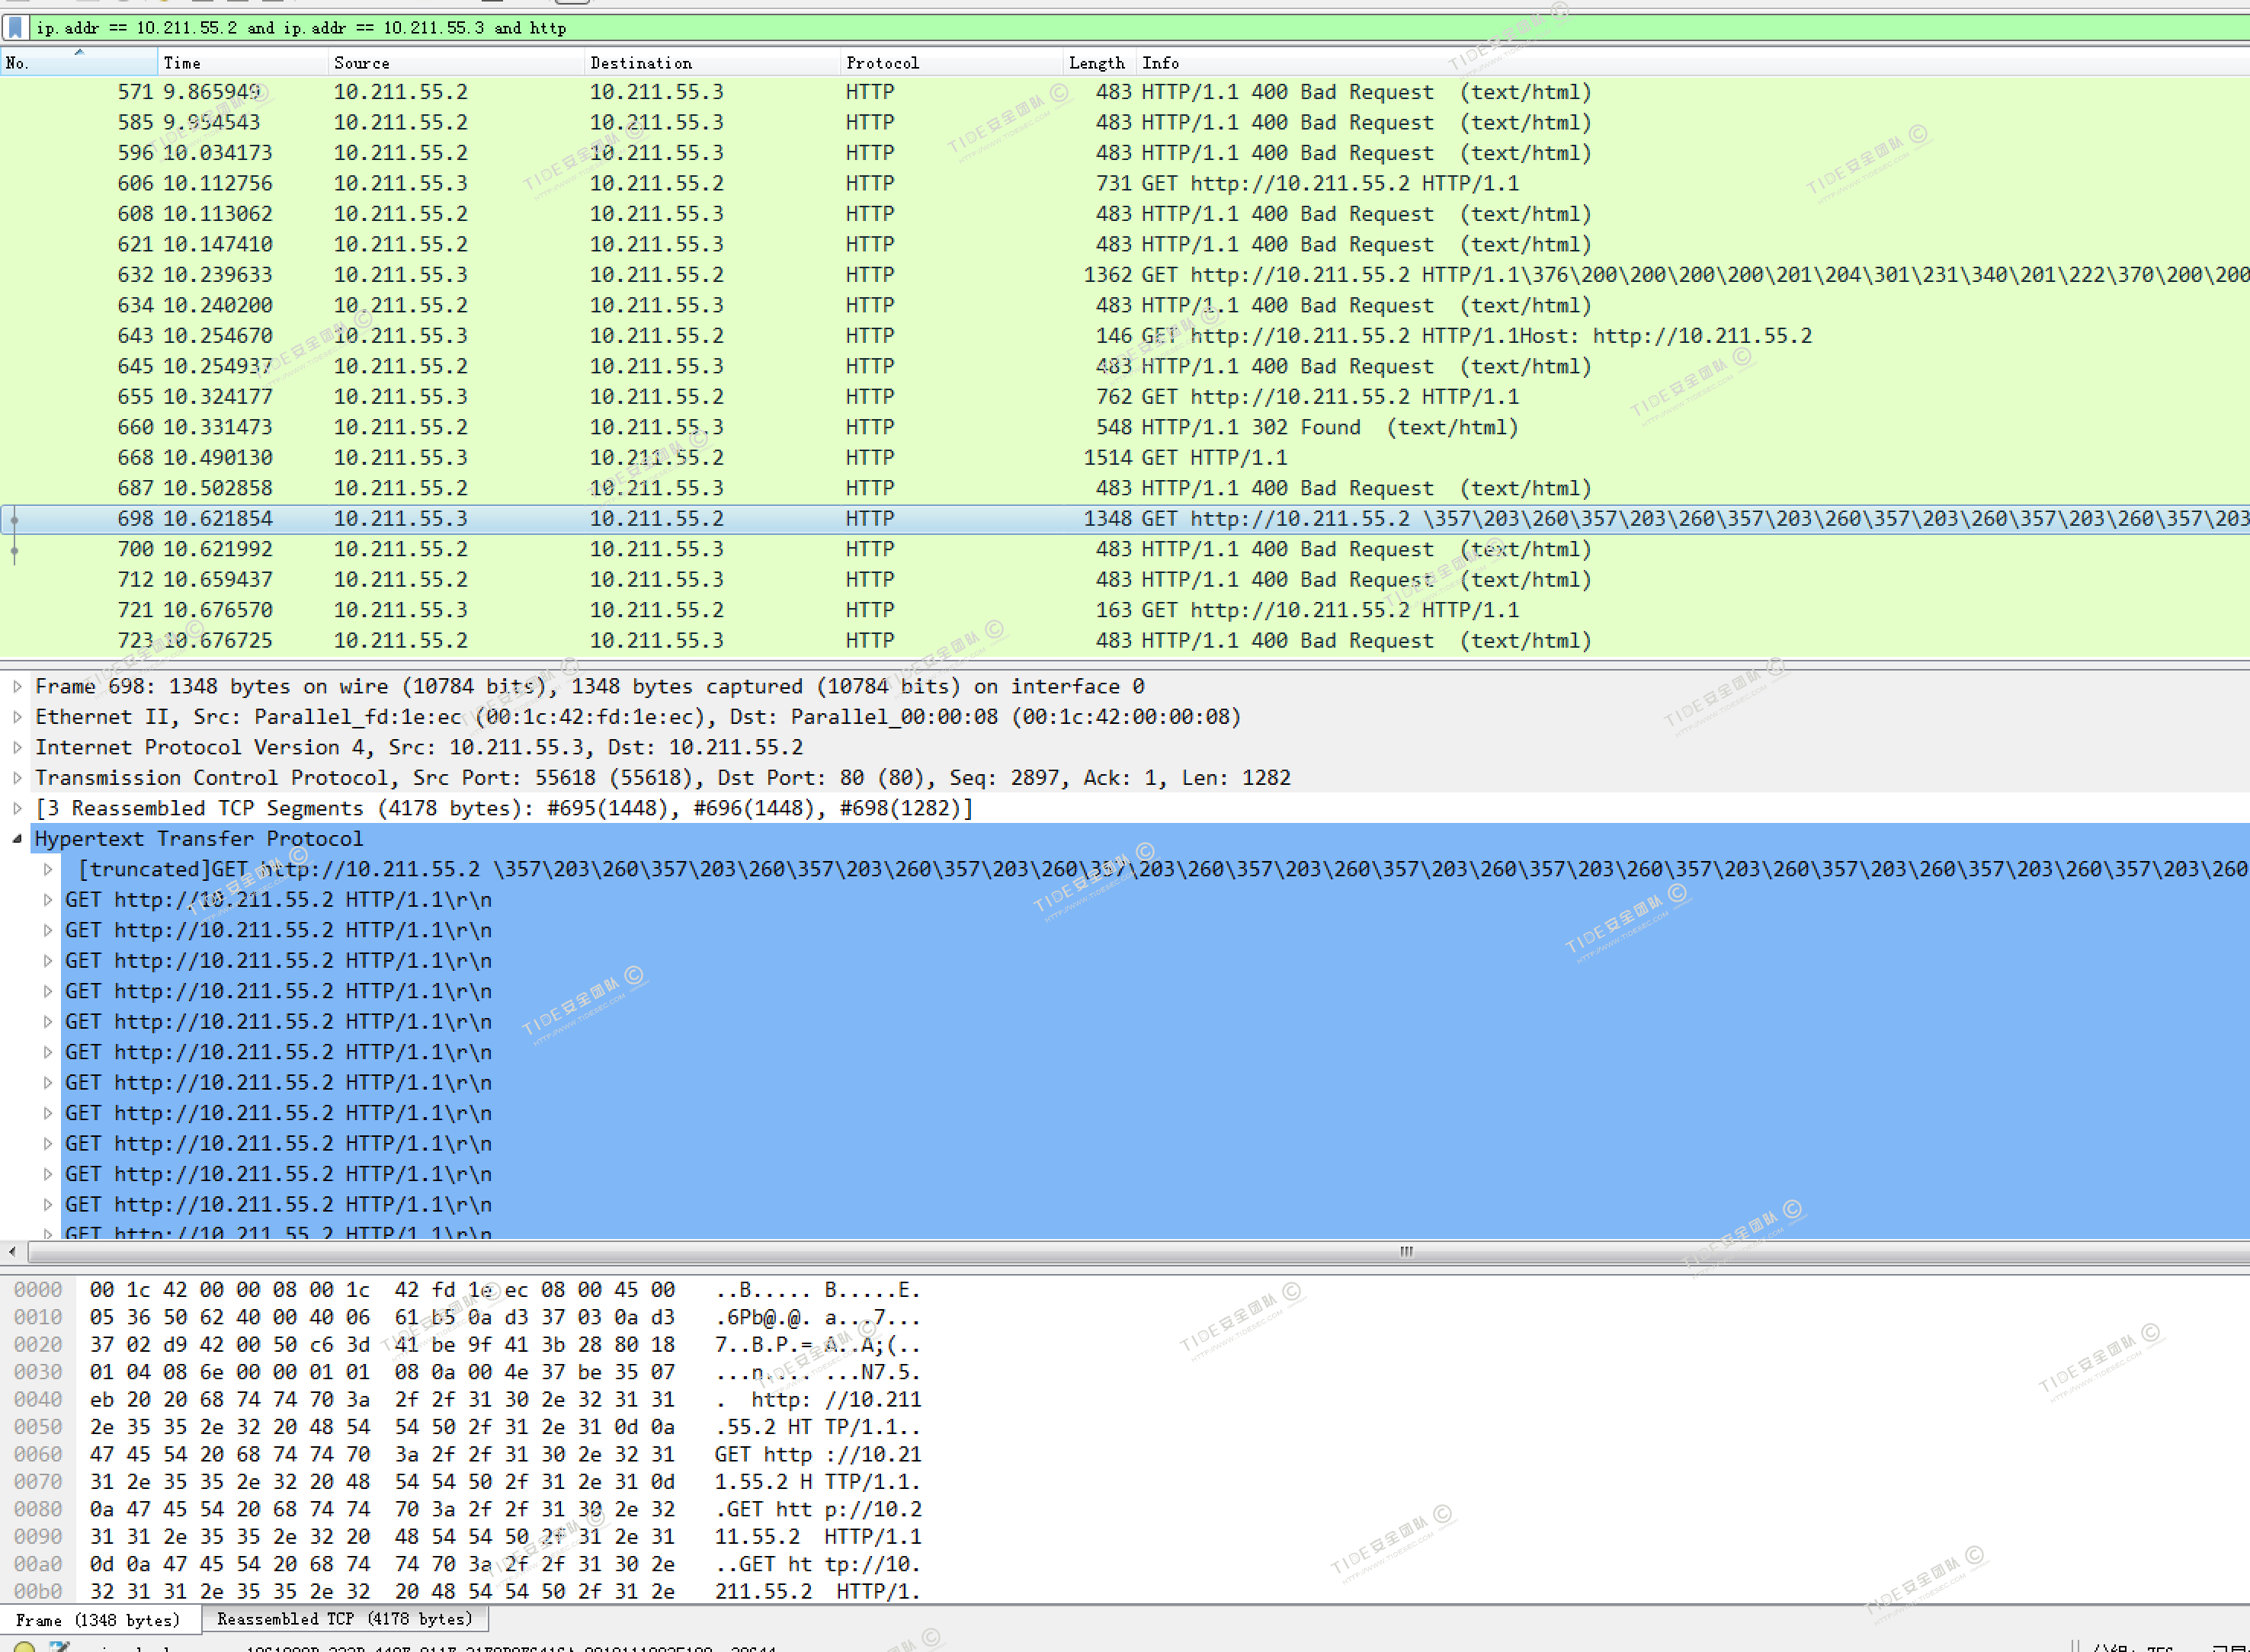 ip.addr == 10.211.55.2 and ip.addr == 10.211.55.3 and http
No. Time Source Destination Protocol Length Info
571 9.865949 10.211.55.2 10.211.55.3 HTTP 483 HTTP/1.1 400 Bad Request (text/html)
585 9.954543 10.211.55.2 10.211.55.3 HTTP 483 HTTP/1.1 400 Bad Request (text/html)
596 10.034173 10.211.55.2 10.211.55.3 HTTP 483 HTTP/1.1 400 Bad Request (text/html)
606 10.112756 10.211.55.3 10.211.55.2 HTTP 731 GET http://10.211.55.2 HTTP/1.1
608 10.113062 10.211.55.2 10.211.55.3 HTTP 483 HTTP/1.1 400 Bad Request (text/html)
621 10.147410 10.211.55.2 10.211.55.3 HTTP 483 HTTP/1.1 400 Bad Request (text/html)
632 10.239633 10.211.55.3 10.211.55.2 HTTP 1362 GET http://10.211.55.2 HTTP/1.1\376\200\200\200\200\201\204\301\231\340\201\222\370\200\200
634 10.240200 10.211.55.2 10.211.55.3 HTTP 483 HTTP/1.1 400 Bad Request (text/html)
643 10.254670 10.211.55.3 10.211.55.2 HTTP 146 GET http://10.211.55.2 HTTP/1.1Host: http://10.211.55.2
645 10.254937 10.211.55.2 10.211.55.3 HTTP 483 HTTP/1.1 400 Bad Request (text/html)
655 10.324177 10.211.55.3 10.211.55.2 HTTP 762 GET http://10.211.55.2 HTTP/1.1
660 10.331473 10.211.55.2 10.211.55.3 HTTP 548 HTTP/1.1 302 Found (text/html)
668 10.490130 10.211.55.3 10.211.55.2 HTTP 1514 GET HTTP/1.1
687 10.502858 10.211.55.2 10.211.55.3 HTTP 483 HTTP/1.1 400 Bad Request (text/html)
698 10.621854 10.211.55.3 10.211.55.2 HTTP 1348 GET http://10.211.55.2 \357\203\260\357\203\260\357\203\260\357\203\260\357\203\260\357\203
700 10.621992 10.211.55.2 10.211.55.3 HTTP 483 HTTP/1.1 400 Bad Request (text/html)
712 10.659437 10.211.55.2 10.211.55.3 HTTP 483 HTTP/1.1 400 Bad Request (text/html)
721 10.676570 10.211.55.3 10.211.55.2 HTTP 163 GET http://10.211.55.2 HTTP/1.1
723 10.676725 10.211.55.2 10.211.55.3 HTTP 483 HTTP/1.1 400 Bad Request (text/html)
Frame 698: 1348 bytes on wire (10784 bits), 1348 bytes captured (10784 bits) on interface 0
Ethernet II, Src: Parallel_fd:1e:ec (00:1c:42:fd:1e:ec), Dst: Parallel_00:00:08 (00:1c:42:00:00:08)
Internet Protocol Version 4, Src: 10.211.55.3, Dst: 10.211.55.2
Transmission Control Protocol, Src Port: 55618 (55618), Dst Port: 80 (80), Seq: 2897, Ack: 1, Len: 1282
[3 Reassembled TCP Segments (4178 bytes): #695(1448), #696(1448), #698(1282)]
Hypertext Transfer Protocol
[truncated]GET http://10.211.55.2 \357\203\260\357\203\260\357\203\260\357\203\260\357\203\260\357\203\260\357\203\260\357\203\260\357\203\260\357\203\260\357\203\260\357\203\260\357\203\260\357\203\260
GET http://10.211.55.2 HTTP/1.1\r\n
GET http://10.211.55.2 HTTP/1.1\r\n
GET http://10.211.55.2 HTTP/1.1\r\n
GET http://10.211.55.2 HTTP/1.1\r\n
GET http://10.211.55.2 HTTP/1.1\r\n
GET http://10.211.55.2 HTTP/1.1\r\n
GET http://10.211.55.2 HTTP/1.1\r\n
GET http://10.211.55.2 HTTP/1.1\r\n
GET http://10.211.55.2 HTTP/1.1\r\n
GET http://10.211.55.2 HTTP/1.1\r\n
GET http://10.211.55.2 HTTP/1.1\r\n
GET http://10.211.55.2 HTTP/1.1\r\n
0000 00 1c 42 00 00 08 00 1c 42 fd 1e ec 08 00 45 00 ..B..... B.....E.
0010 05 36 50 62 40 00 40 06 61 b5 0a d3 37 03 0a d3 .6Pb@.@. a...7...
0020 37 02 d9 42 00 50 c6 3d 41 be 9f 41 3b 28 80 18 7..B.P.= A..A;(..
0030 01 04 08 6e 00 00 01 01 08 0a 00 4e 37 be 35 07 ...n.... ...N7.5.
0040 eb 20 20 68 74 74 70 3a 2f 2f 31 30 2e 32 31 31 .  http: //10.211
0050 2e 35 35 2e 32 20 48 54 54 50 2f 31 2e 31 0d 0a .55.2 HT TP/1.1..
0060 47 45 54 20 68 74 74 70 3a 2f 2f 31 30 2e 32 31 GET http ://10.21
0070 31 2e 35 35 2e 32 20 48 54 54 50 2f 31 2e 31 0d 1.55.2 H TTP/1.1.
0080 0a 47 45 54 20 68 74 74 70 3a 2f 2f 31 30 2e 32 .GET htt p://10.2
0090 31 31 2e 35 35 2e 32 20 48 54 54 50 2f 31 2e 31 11.55.2  HTTP/1.1
00a0 0d 0a 47 45 54 20 68 74 74 70 3a 2f 2f 31 30 2e ..GET ht tp://10.
00b0 32 31 31 2e 35 35 2e 32 20 48 54 54 50 2f 31 2e 211.55.2  HTTP/1.
Frame (1348 bytes) Reassembled TCP (4178 bytes)
TIDE安全团队 ©
HTTP://WWW.TIDESEC.COM